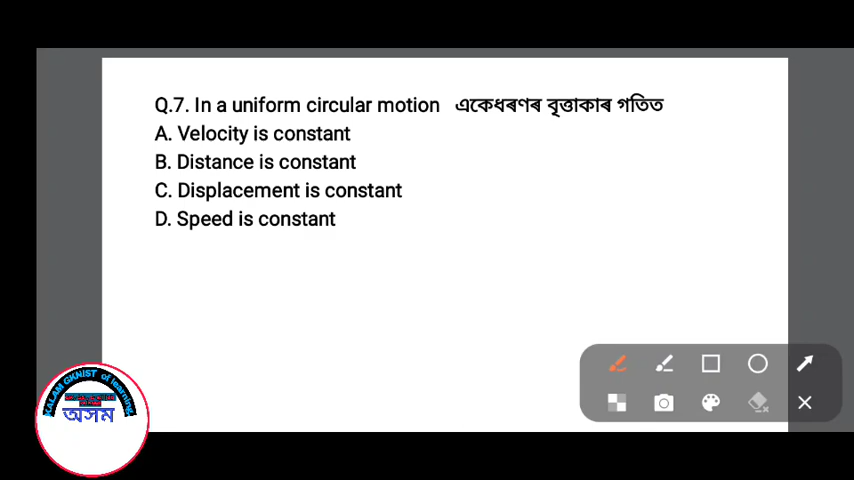 Q.7. In a uniform circular motion একেধৰণৰ বৃত্তাকাৰ গতিত
A. Velocity is constant
B. Distance is constant
C. Displacement is constant
D. Speed is constant
KALAM GKNIST of learning
অসম